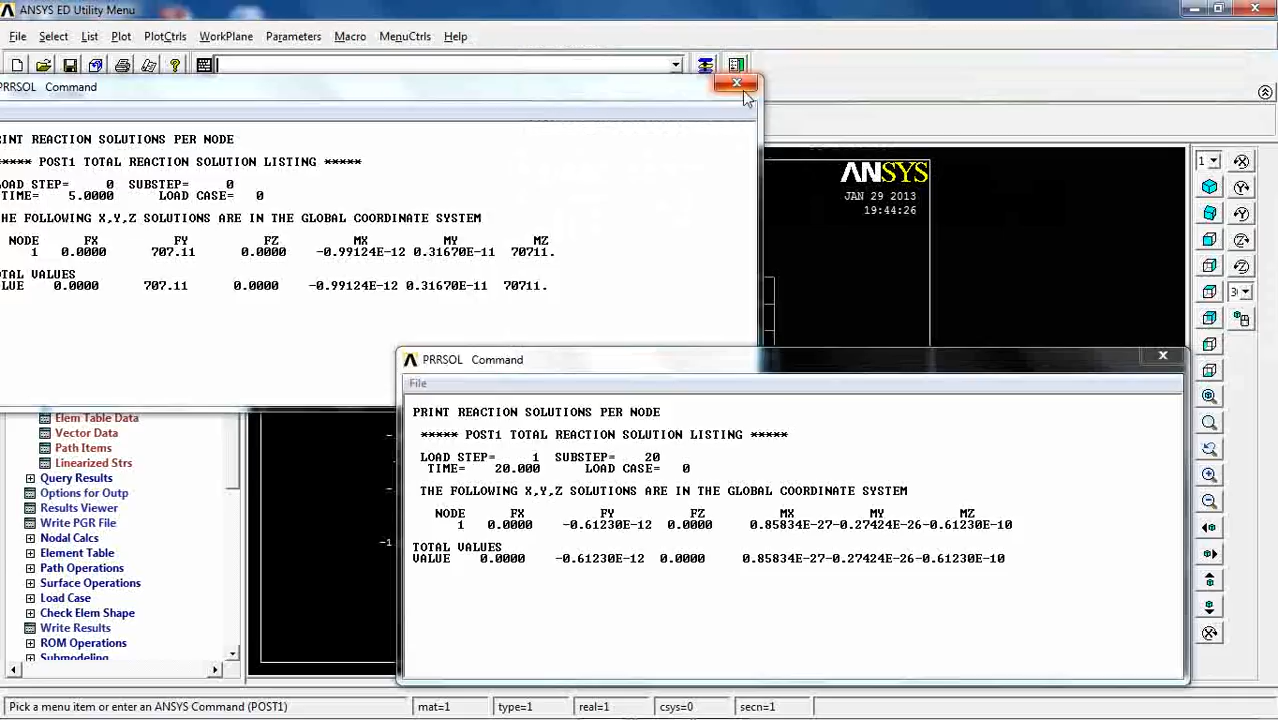 ANSYS ED Utility Menu
File Select List Plot PlotCtrls WorkPlane Parameters Macro MenuCtrls Help
PRRSOL Command
RINT REACTION SOLUTIONS PER NODE
***** POST1 TOTAL REACTION SOLUTION LISTING *****
LOAD STEP= 0 SUBSTEP= 0
TIME= 5.0000 LOAD CASE= 0
HE FOLLOWING X,Y,Z SOLUTIONS ARE IN THE GLOBAL COORDINATE SYSTEM
NODE FX FY FZ MX MY MZ
1 0.0000 707.11 0.0000 -0.99124E-12 0.31670E-11 70711.
OTAL VALUES
ALUE 0.0000 707.11 0.0000 -0.99124E-12 0.31670E-11 70711.
ANSYS
JAN 29 2013
19:44:26
1
3
PRRSOL Command
File
PRINT REACTION SOLUTIONS PER NODE
***** POST1 TOTAL REACTION SOLUTION LISTING *****
LOAD STEP= 1 SUBSTEP= 20
TIME= 20.000 LOAD CASE= 0
THE FOLLOWING X,Y,Z SOLUTIONS ARE IN THE GLOBAL COORDINATE SYSTEM
NODE FX FY FZ MX MY MZ
1 0.0000 -0.61230E-12 0.0000 0.85834E-27-0.27424E-26-0.61230E-10
TOTAL VALUES
VALUE 0.0000 -0.61230E-12 0.0000 0.85834E-27-0.27424E-26-0.61230E-10
Elem Table Data
Vector Data
Path Items
Linearized Strs
Query Results
Options for Outp
Results Viewer
Write PGR File
Nodal Calcs
Element Table
Path Operations
Surface Operations
Load Case
Check Elem Shape
Write Results
ROM Operations
Submodeling
Pick a menu item or enter an ANSYS Command (POST1) mat=1 type=1 real=1 csys=0 secn=1